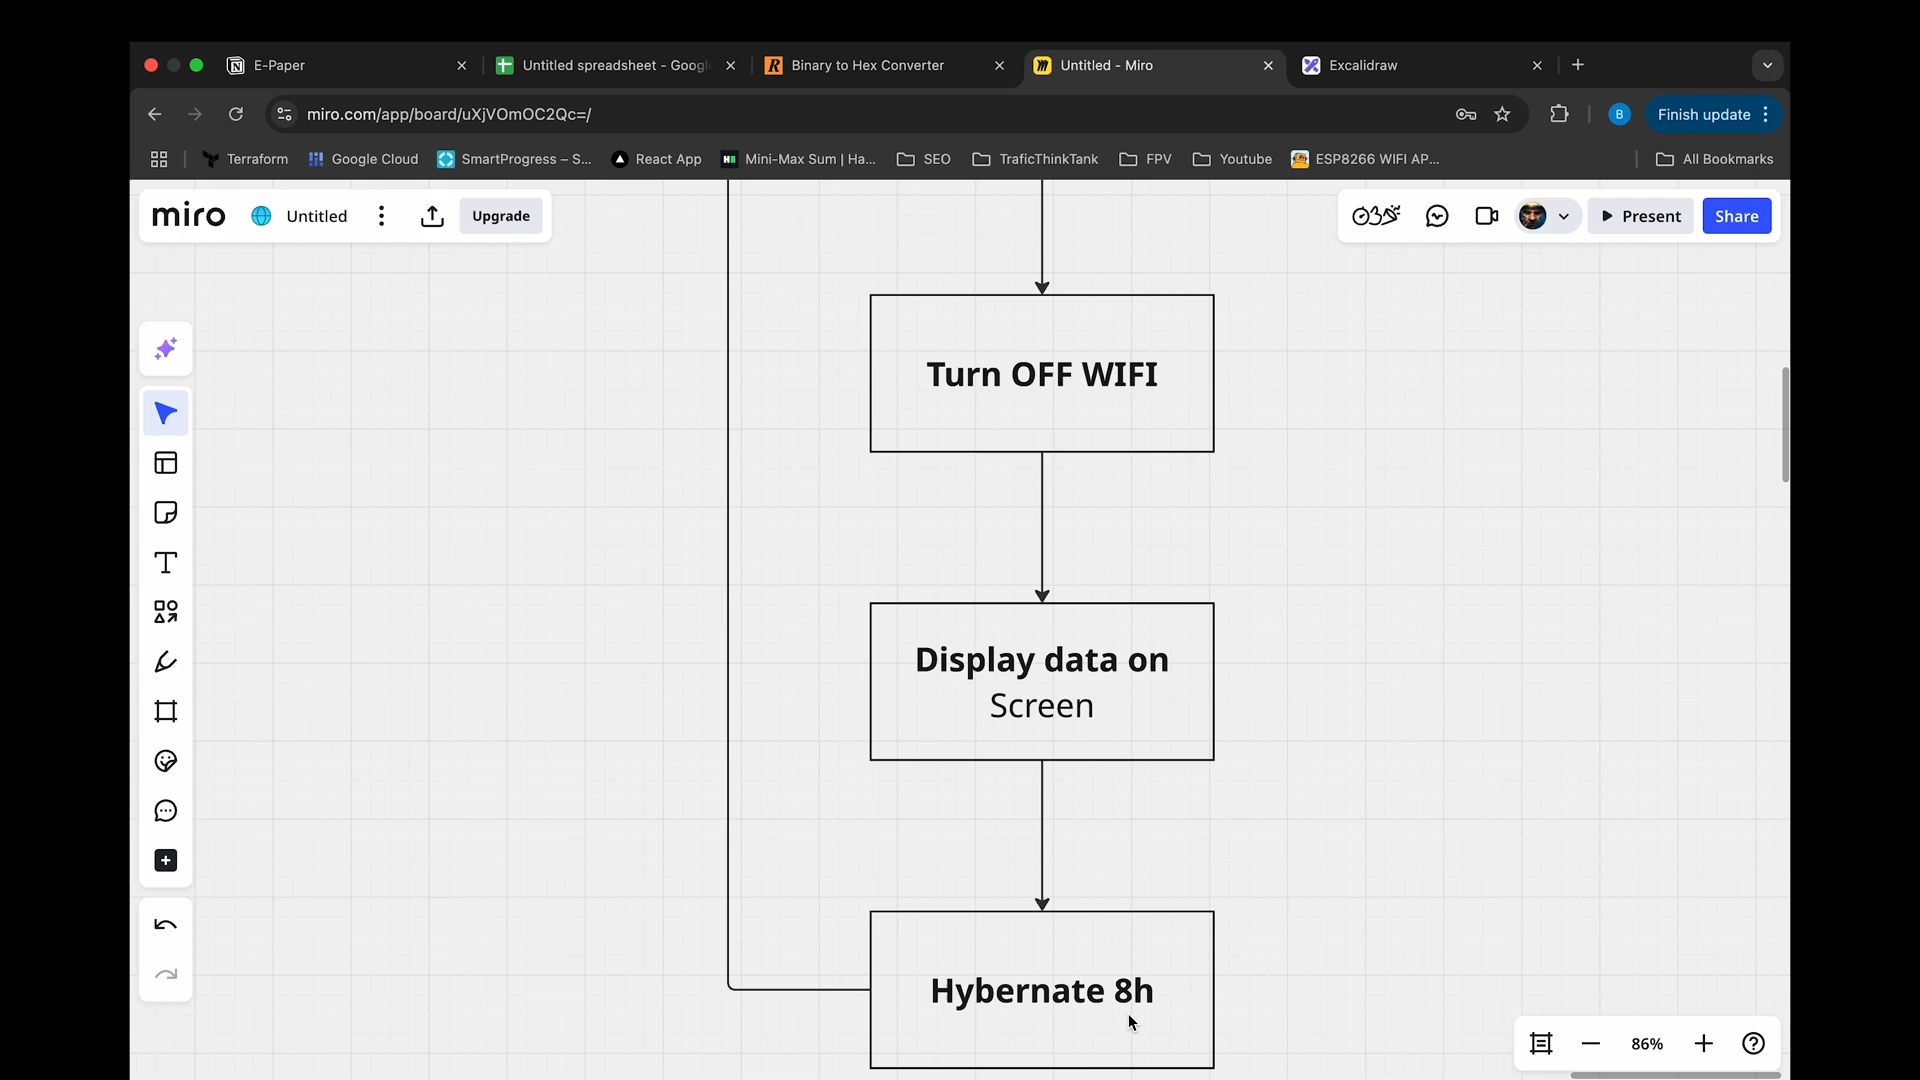 E-Paper
Untitled spreadsheet - Googl
Binary to Hex Converter
Untitled - Miro
Excalidraw
miro.com/app/board/uXjVOmOC2Qc=/
B
Finish update
Terraform
Google Cloud
SmartProgress – S...
React App
Mini-Max Sum | Ha...
SEO
TraficThinkTank
FPV
Youtube
ESP8266 WIFI AP...
All Bookmarks
miro
Untitled
Upgrade
Present
Share
Turn OFF WIFI
Display data on
Screen
Hybernate 8h
86%